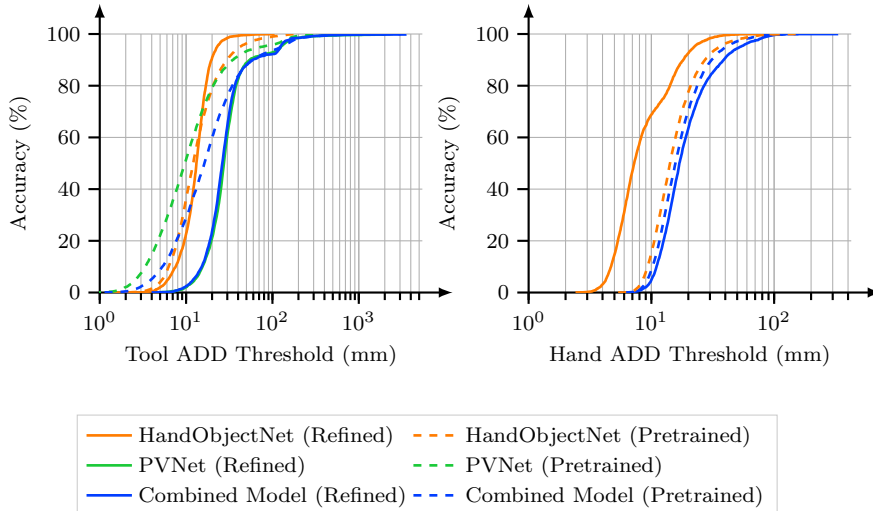 100
80
60
40
20
0
Accuracy (%)
10^0
10^1
10^2
10^3
Tool ADD Threshold (mm)
100
80
60
40
20
0
Accuracy (%)
10^0
10^1
10^2
Hand ADD Threshold (mm)
HandObjectNet (Refined)
HandObjectNet (Pretrained)
PVNet (Refined)
PVNet (Pretrained)
Combined Model (Refined)
Combined Model (Pretrained)